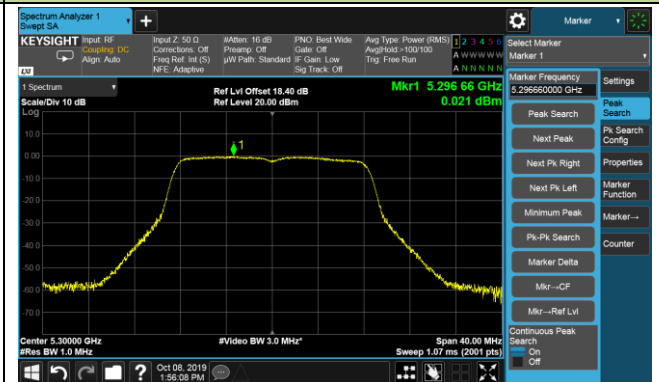 Spectrum Analyzer 1
Swept SA
+
Marker
KEYSIGHT
Input: RF
Coupling: DC
Align: Auto
Input Z: 50 Ω
Corrections: Off
Freq Ref: Int (S)
NFE: Adaptive
#Atten: 16 dB
Preamp: Off
µW Path: Standard
PNO: Best Wide
Gate: Off
IF Gain: Low
Sig Track: Off
Avg Type: Power (RMS)
Avg|Hold:>100/100
Trig: Free Run
1 2 3 4 5 6
A W W W W W
A N N N N N
LXI
Select Marker
Marker 1
1 Spectrum
Scale/Div 10 dB
Log
Ref Lvl Offset 18.40 dB
Ref Level 20.00 dBm
Mkr1 5.296 66 GHz
0.021 dBm
10.0
0.00
-10.0
-20.0
-30.0
-40.0
-50.0
-60.0
-70.0
1
Center 5.30000 GHz
#Res BW 1.0 MHz
#Video BW 3.0 MHz*
Span 40.00 MHz
Sweep 1.07 ms (2001 pts)
Marker Frequency
5.296660000 GHz
Peak Search
Next Peak
Next Pk Right
Next Pk Left
Minimum Peak
Pk-Pk Search
Marker Delta
Mkr→CF
Mkr→Ref Lvl
Continuous Peak
Search
On
Off
Settings
Peak
Search
Pk Search
Config
Properties
Marker
Function
Marker→
Counter
?
Oct 08, 2019
1:56:08 PM